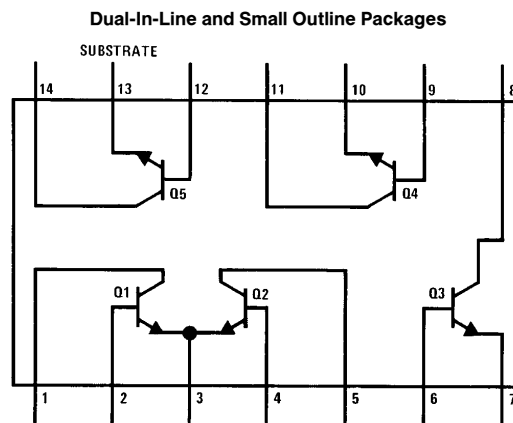 Dual-In-Line and Small Outline Packages
SUBSTRATE
14 13 12 11 10 9 8
Q5 Q4
Q1 Q2 Q3
1 2 3 4 5 6 7